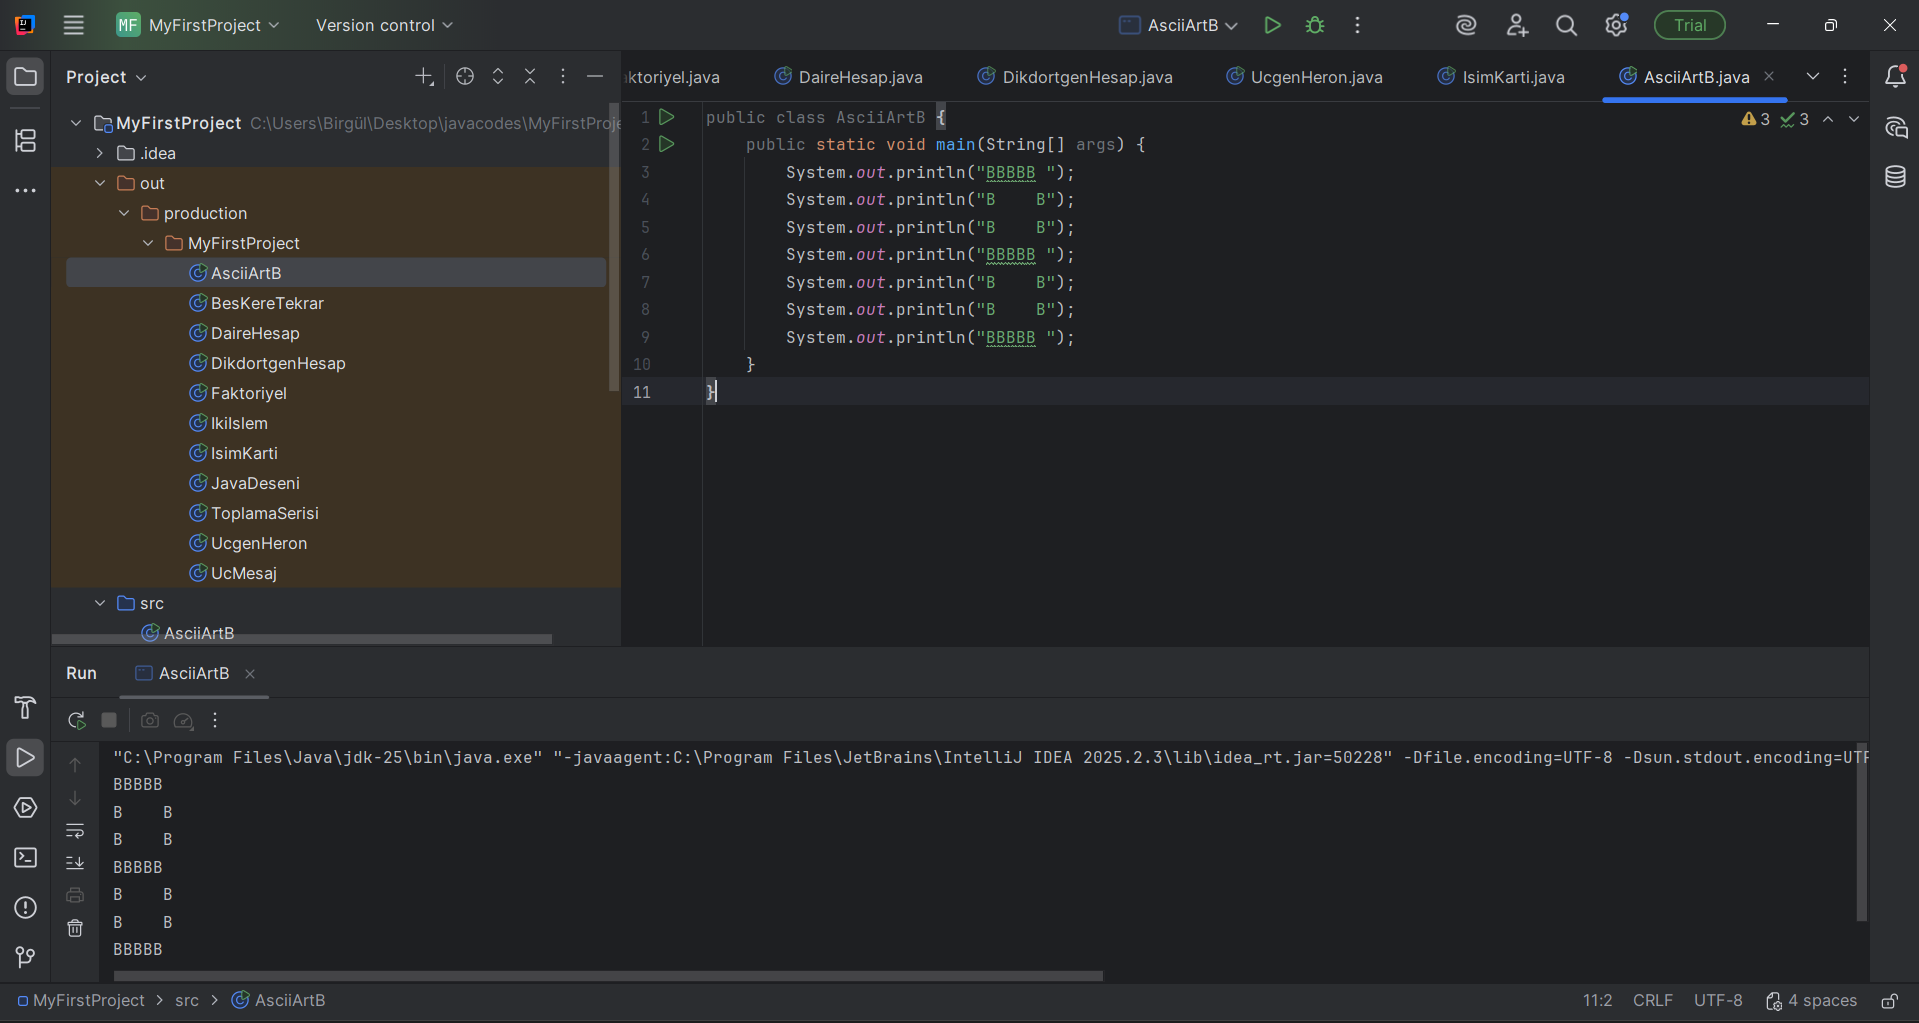 MF MyFirstProject Version control AsciiArtB Trial
Project
ktoriyel.java DaireHesap.java DikdortgenHesap.java UcgenHeron.java IsimKarti.java AsciiArtB.java
MyFirstProject C:\Users\Birgül\Desktop\javacodes\MyFirstProje
.idea
out
production
MyFirstProject
AsciiArtB
BesKereTekrar
DaireHesap
DikdortgenHesap
Faktoriyel
IkiIslem
IsimKarti
JavaDeseni
ToplamaSerisi
UcgenHeron
UcMesaj
src
AsciiArtB
3 3
1 public class AsciiArtB {
2     public static void main(String[] args) {
3         System.out.println("BBBBB ");
4         System.out.println("B    B");
5         System.out.println("B    B");
6         System.out.println("BBBBB ");
7         System.out.println("B    B");
8         System.out.println("B    B");
9         System.out.println("BBBBB ");
10     }
11 }
Run AsciiArtB
"C:\Program Files\Java\jdk-25\bin\java.exe" "-javaagent:C:\Program Files\JetBrains\IntelliJ IDEA 2025.2.3\lib\idea_rt.jar=50228" -Dfile.encoding=UTF-8 -Dsun.stdout.encoding=UTF
BBBBB
B    B
B    B
BBBBB
B    B
B    B
BBBBB
MyFirstProject > src > AsciiArtB 11:2 CRLF UTF-8 4 spaces